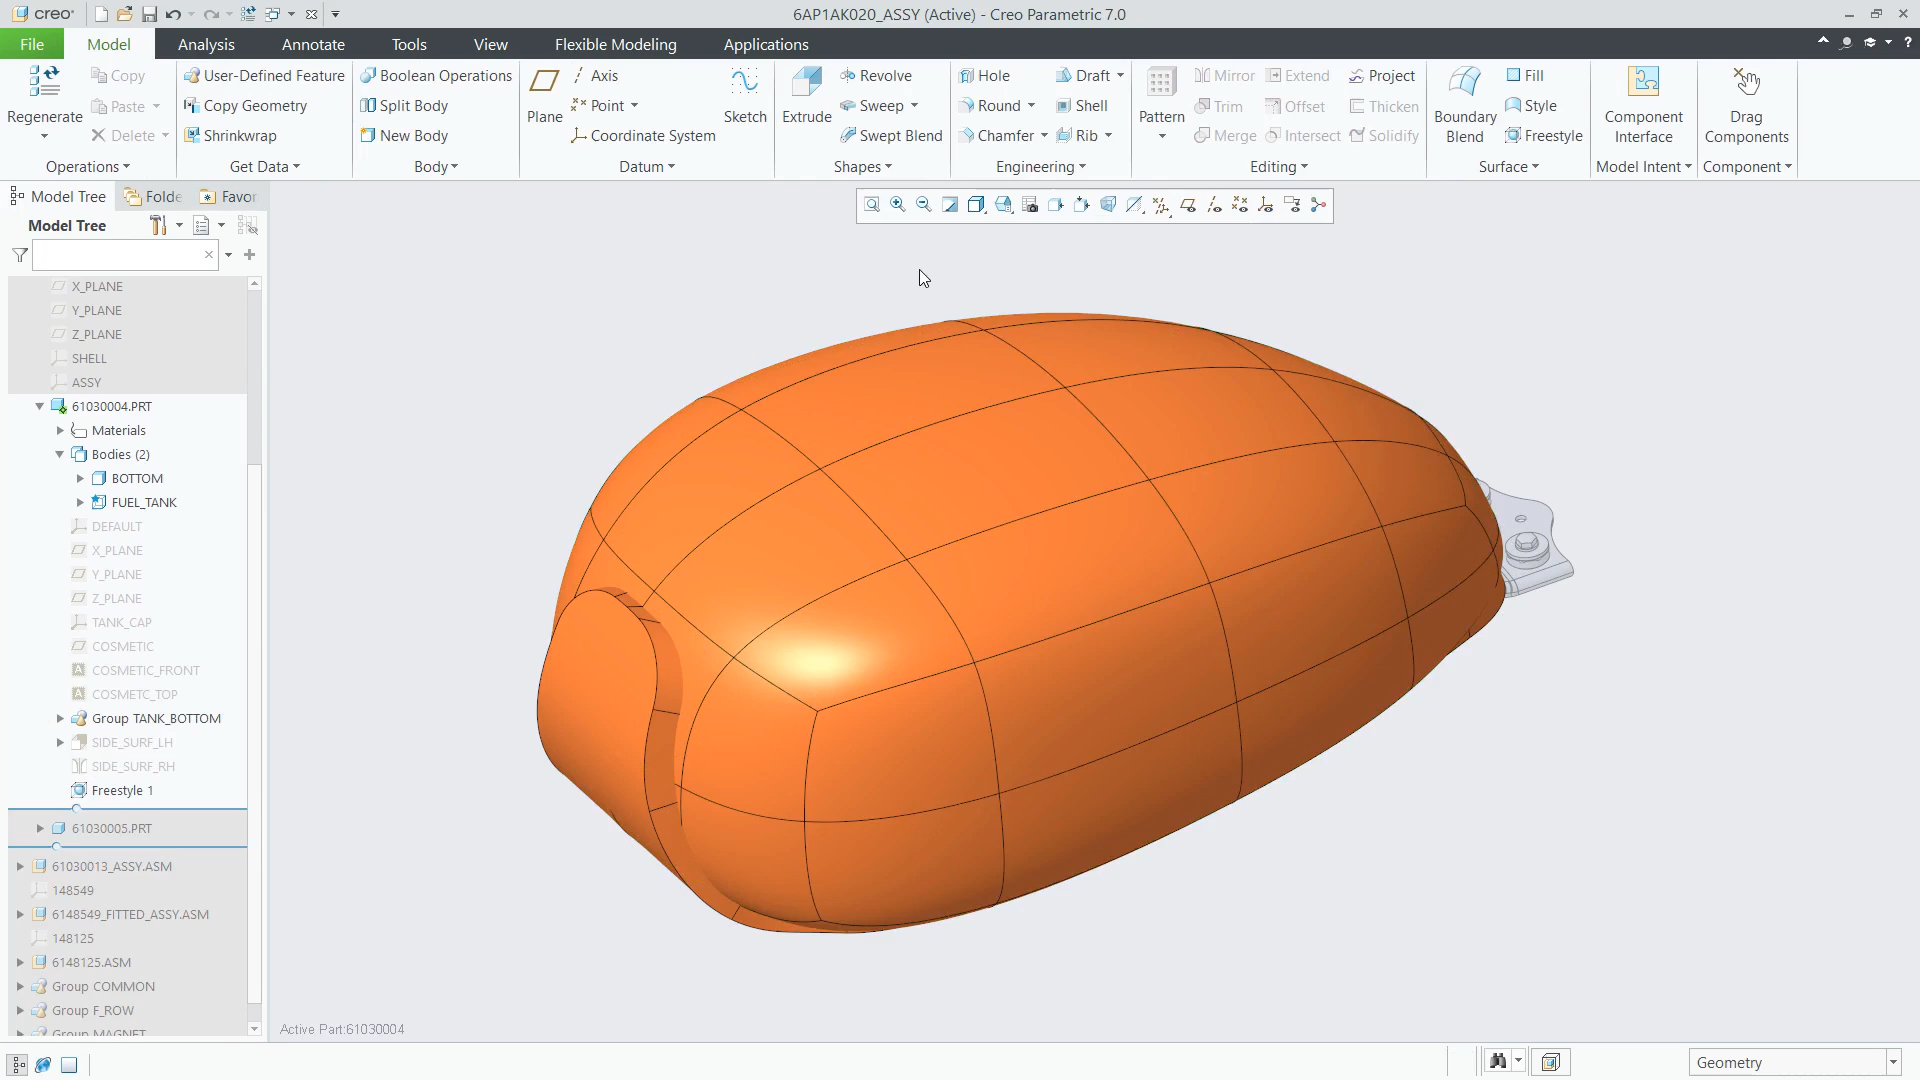 creo°
6AP1AK020_ASSY (Active) - Creo Parametric 7.0
File Model Analysis Annotate Tools View Flexible Modeling Applications
Regenerate
Copy
Paste
Delete
Operations
User-Defined Feature
Copy Geometry
Shrinkwrap
Get Data
Boolean Operations
Split Body
New Body
Body
Plane
Axis
Point
Coordinate System
Sketch
Datum
Extrude
Revolve
Sweep
Swept Blend
Shapes
Hole
Round
Chamfer
Draft
Shell
Rib
Engineering
Pattern
Mirror
Trim
Merge
Extend
Offset
Intersect
Project
Thicken
Solidify
Editing
Boundary
Blend
Fill
Style
Freestyle
Surface
Component
Interface
Model Intent
Drag
Components
Component
Model Tree Folde Favor
Model Tree
X_PLANE
Y_PLANE
Z_PLANE
SHELL
ASSY
61030004.PRT
Materials
Bodies (2)
BOTTOM
FUEL_TANK
DEFAULT
X_PLANE
Y_PLANE
Z_PLANE
TANK_CAP
COSMETIC
COSMETIC_FRONT
COSMETC_TOP
Group TANK_BOTTOM
SIDE_SURF_LH
SIDE_SURF_RH
Freestyle 1
61030005.PRT
61030013_ASSY.ASM
148549
6148549_FITTED_ASSY.ASM
148125
6148125.ASM
Group COMMON
Group F_ROW
Group MAGNET
Active Part:61030004
Geometry